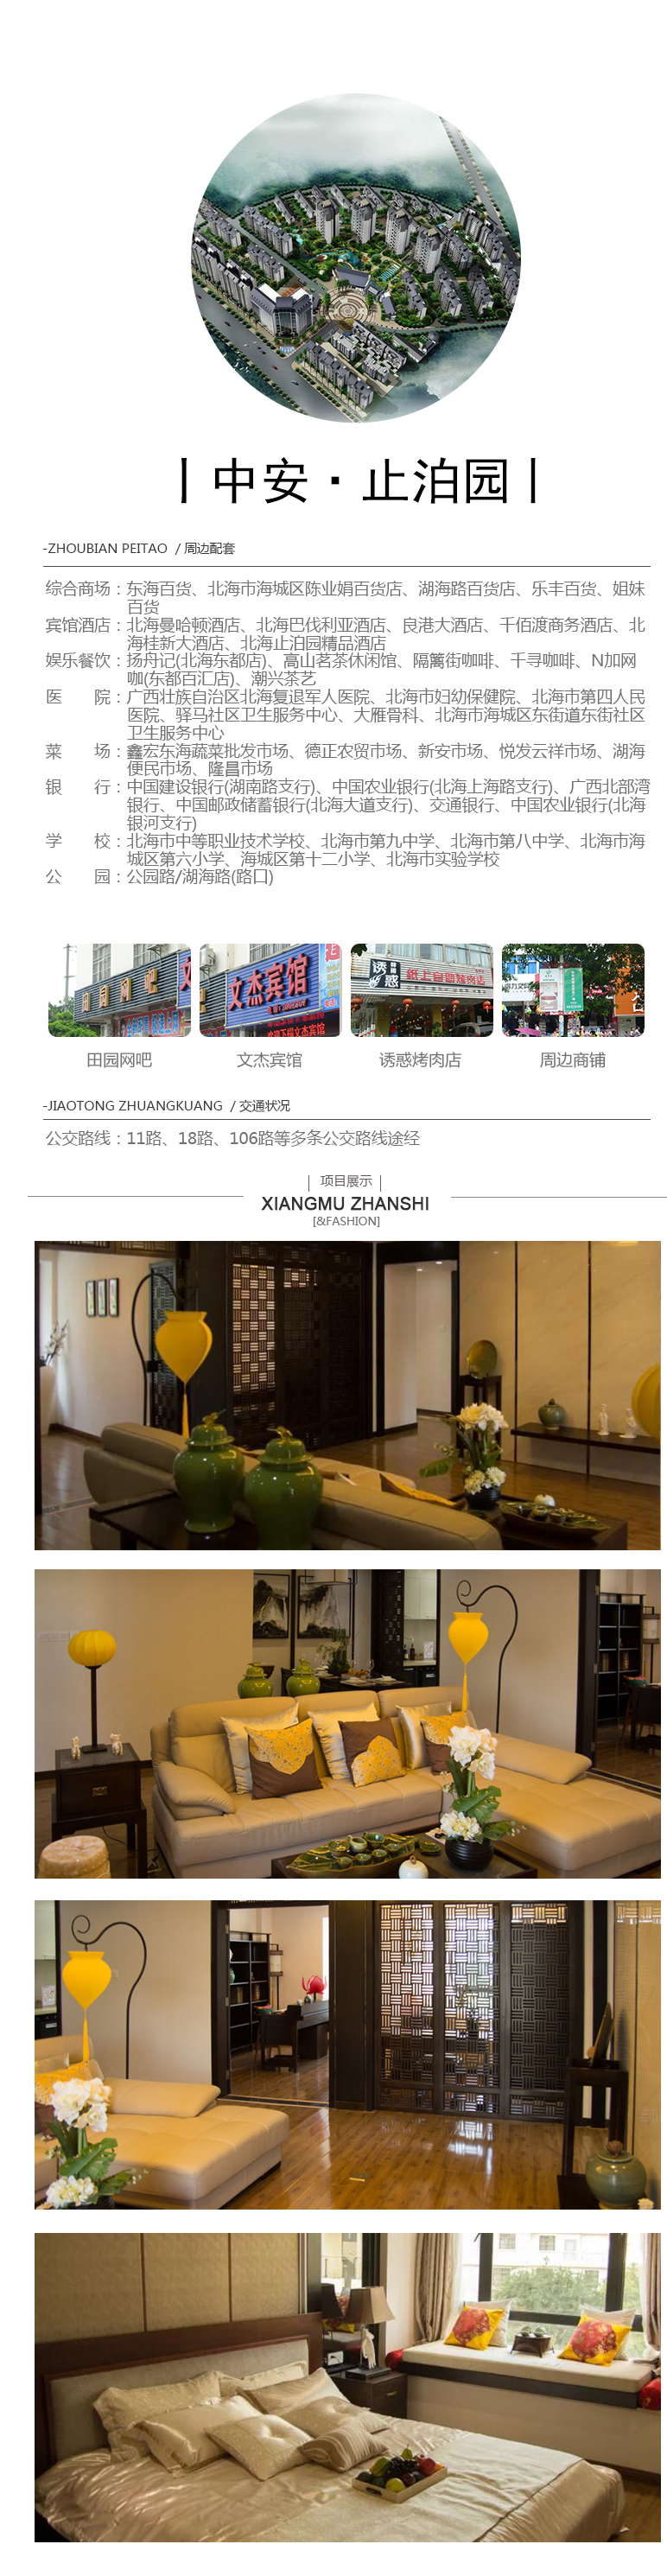 丨中安·止泊园丨
-ZHOUBIAN PEITAO / 周边配套
综合商场：东海百货、北海市海城区陈业娟百货店、湖海路百货店、乐丰百货、姐妹
百货
宾馆酒店：北海曼哈顿酒店、北海巴伐利亚酒店、良港大酒店、千佰渡商务酒店、北
海桂新大酒店、北海止泊园精品酒店
娱乐餐饮：扬舟记(北海东都店)、高山茗茶休闲馆、隔篱街咖啡、千寻咖啡、N加网
咖(东都百汇店)、潮兴茶艺
医　　院：广西壮族自治区北海复退军人医院、北海市妇幼保健院、北海市第四人民
医院、驿马社区卫生服务中心、大雁骨科、北海市海城区东街道东街社区
卫生服务中心
菜　　场：鑫宏东海蔬菜批发市场、德正农贸市场、新安市场、悦发云祥市场、湖海
便民市场、隆昌市场
银　　行：中国建设银行(湖南路支行)、中国农业银行(北海上海路支行)、广西北部湾
银行、中国邮政储蓄银行(北海大道支行)、交通银行、中国农业银行(北海
银河支行)
学　　校：北海市中等职业技术学校、北海市第九中学、北海市第八中学、北海市海
城区第六小学、海城区第十二小学、北海市实验学校
公　　园：公园路/湖海路(路口)
田园网吧
文杰宾馆
诱惑
纸上自助烤肉店
田园网吧
文杰宾馆
诱惑烤肉店
周边商铺
-JIAOTONG ZHUANGKUANG / 交通状况
公交路线：11路、18路、106路等多条公交路线途经
｜ 项目展示 ｜
XIANGMU ZHANSHI
[&FASHION]